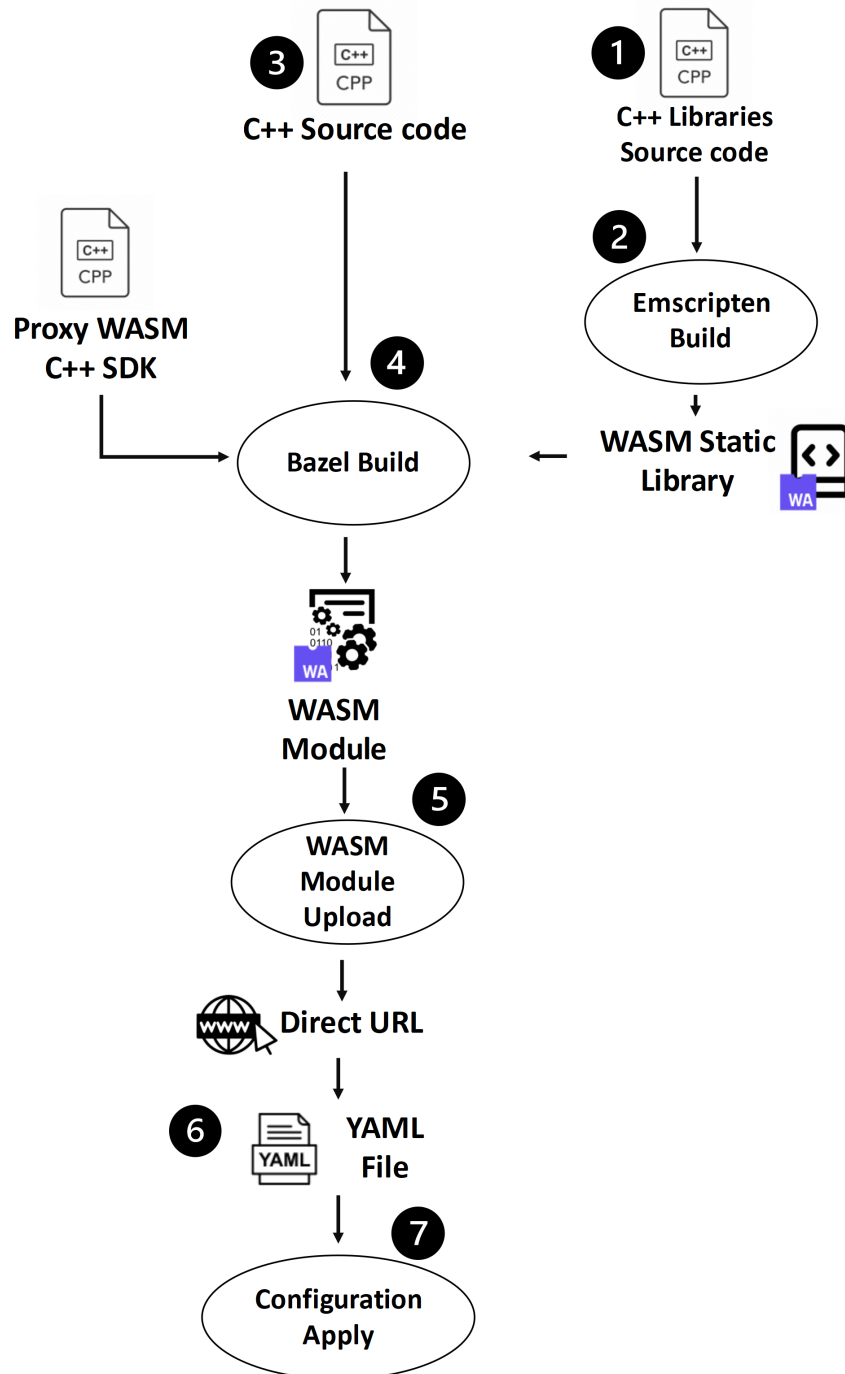 3
C++
CPP
C++ Source code
1
C++
CPP
C++ Libraries
Source code
2
Emscripten
Build
C++
CPP
Proxy WASM
C++ SDK
4
Bazel Build
WASM Static
Library
WA
01
0110
1
WA
WASM
Module
5
WASM
Module
Upload
www
Direct URL
6
YAML
YAML
File
7
Configuration
Apply